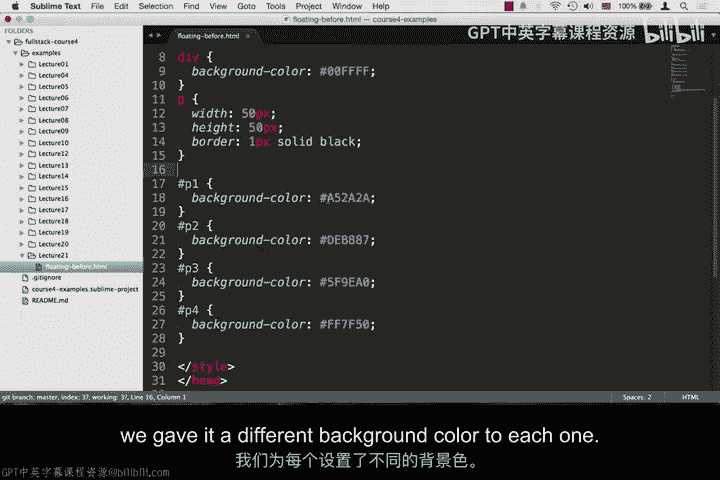 Sublime Text File Edit Selection Find View Goto Tools Project Window Help
100%
floating-before.html — course4-examples
GPT中英字幕课程资源 bilibili
FOLDERS
fullstack-course4
examples
Lecture01
Lecture04
Lecture05
Lecture06
Lecture07
Lecture08
Lecture09
Lecture10
Lecture12
Lecture13
Lecture14
Lecture15
Lecture16
Lecture17
Lecture18
Lecture19
Lecture20
Lecture21
floating-before.html
.gitignore
course4-examples.sublime-project
README.md
floating-before.html
8 div {
9 background-color: #00FFFF;
10 }
11 p {
12 width: 50px;
13 height: 50px;
14 border: 1px solid black;
15 }
16
17 #p1 {
18 background-color: #A52A2A;
19 }
20 #p2 {
21 background-color: #DEB887;
22 }
23 #p3 {
24 background-color: #5F9EA0;
25 }
26 #p4 {
27 background-color: #FF7F50;
28 }
29
30 </style>
31 </head>
git branch: master, index: 37, working: 37, Line 16, Column 1
Spaces: 2
HTML
we gave it a different background color to each one.
我们为每个设置了不同的背景色。
GPT中英字幕课程资源@bilibili.com